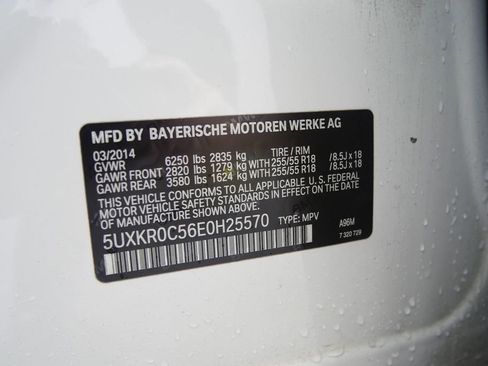 MFD BY BAYERISCHE MOTOREN WERKE AG
03/2014 TIRE / RIM
GVWR 6250 lbs 2835 kg
GAWR FRONT 2820 lbs 1279 kg WITH 255/55 R18 / 8.5J x 18
GAWR REAR 3580 lbs 1624 kg WITH 255/55 R18 / 8.5J x 18
THIS VEHICLE CONFORMS TO ALL APPLICABLE U.S. FEDERAL
MOTOR VEHICLE SAFETY STANDARDS IN EFFECT ON THE DATE
OF MANUFACTURE SHOWN ABOVE.
5UXKR0C56E0H25570 TYPE: MPV
A96M
7 320 729